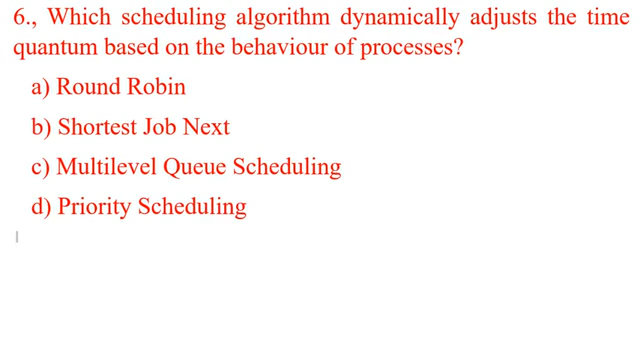 6., Which scheduling algorithm dynamically adjusts the time
quantum based on the behaviour of processes?
a) Round Robin
b) Shortest Job Next
c) Multilevel Queue Scheduling
d) Priority Scheduling